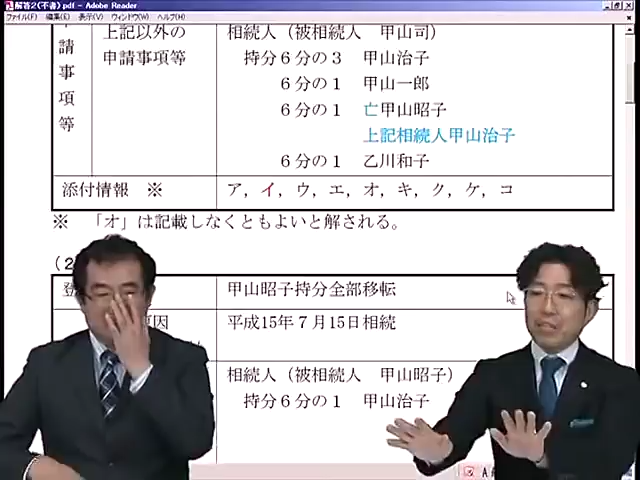 解答2(不書).pdf - Adobe Reader
ファイル(F) 編集(E) 表示(V) ウィンドウ(W) ヘルプ(H)
請事項等
上記以外の
申請事項等
相続人（被相続人 甲山司）
持分６分の３ 甲山治子
６分の１ 甲山一郎
６分の１ 亡甲山昭子
上記相続人甲山治子
６分の１ 乙川和子
添付情報 ※
ア，イ，ウ，エ，オ，キ，ク，ケ，コ
※ 「オ」は記載しなくともよいと解される。
(2
登
甲山昭子持分全部移転
原因
平成15年７月15日相続
相続人（被相続人 甲山昭子）
持分６分の１ 甲山治子